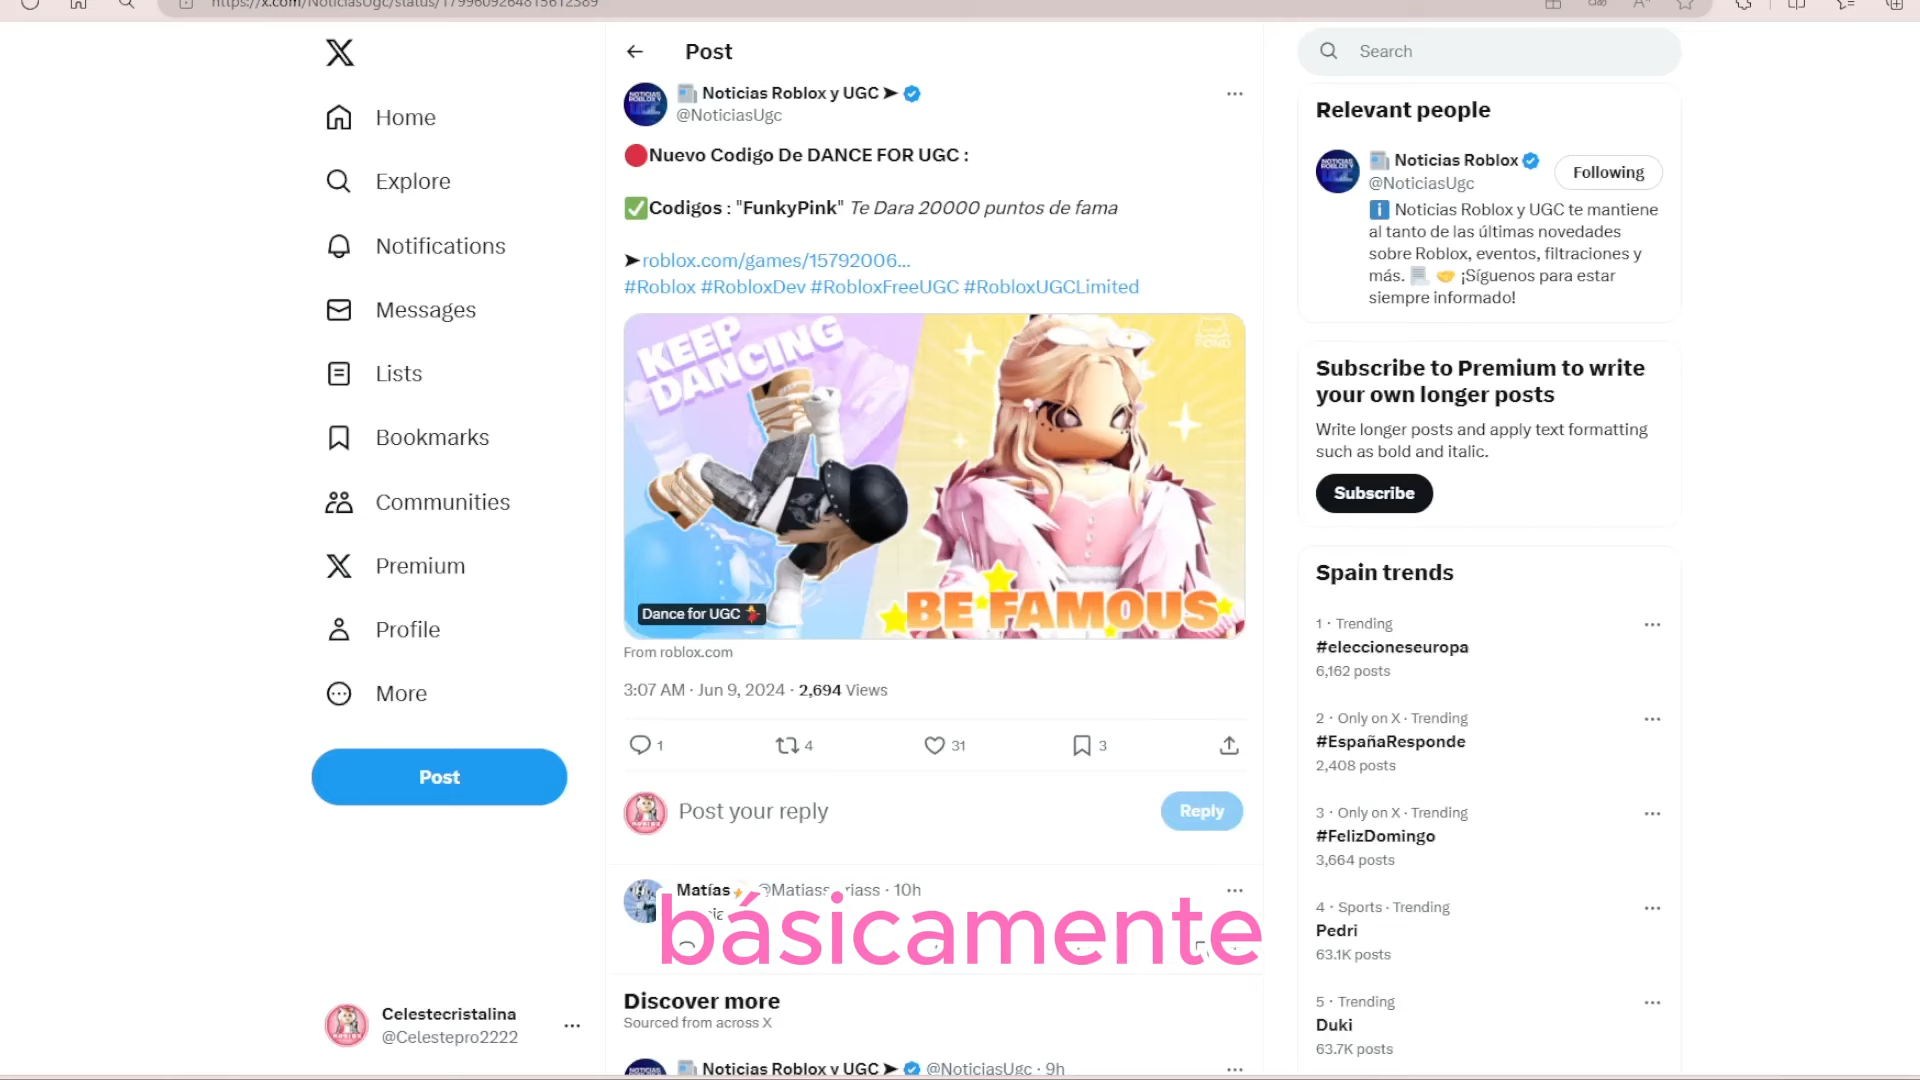 https://x.com/NoticiasUgc/status/1799609264815612389
Home
Explore
Notifications
Messages
Lists
Bookmarks
Communities
Premium
Profile
More
Post
Celestecristalina
@Celestepro2222
Post
Noticias Roblox y UGC ➤
@NoticiasUgc
🔴Nuevo Codigo De DANCE FOR UGC :
✅Codigos : "FunkyPink" Te Dara 20000 puntos de fama
➤roblox.com/games/15792006...
#Roblox #RobloxDev #RobloxFreeUGC #RobloxUGCLimited
KEEP
DANCING
BE FAMOUS
Dance for UGC
From roblox.com
3:07 AM · Jun 9, 2024 · 2,694 Views
1 4 31 3
Post your reply
Reply
Matías 10h
básicamente
Discover more
Sourced from across X
Noticias Roblox y UGC ➤ @NoticiasUgc · 9h
Search
Relevant people
Noticias Roblox
@NoticiasUgc
Following
ℹ️ Noticias Roblox y UGC te mantiene
al tanto de las últimas novedades
sobre Roblox, eventos, filtraciones y
más. 📃 🤝 ¡Síguenos para estar
siempre informado!
Subscribe to Premium to write
your own longer posts
Write longer posts and apply text formatting
such as bold and italic.
Subscribe
Spain trends
1 · Trending
#eleccioneseuropa
6,162 posts
2 · Only on X · Trending
#EspañaResponde
2,408 posts
3 · Only on X · Trending
#FelizDomingo
3,664 posts
4 · Sports · Trending
Pedri
63.1K posts
5 · Trending
Duki
63.7K posts